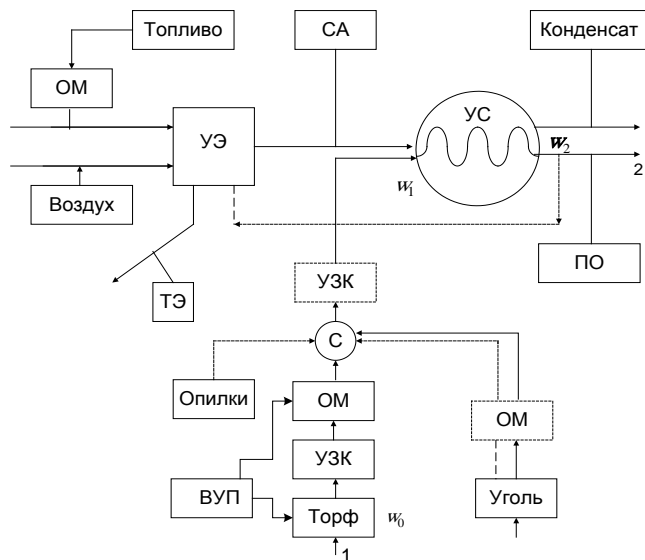 Топливо
СА
Конденсат
ОМ
УС
УЭ
w₂
2
Воздух
w₁
ПО
УЗК
ТЭ
С
Опилки
ОМ
ОМ
УЗК
ВУП
Торф
w₀
Уголь
1